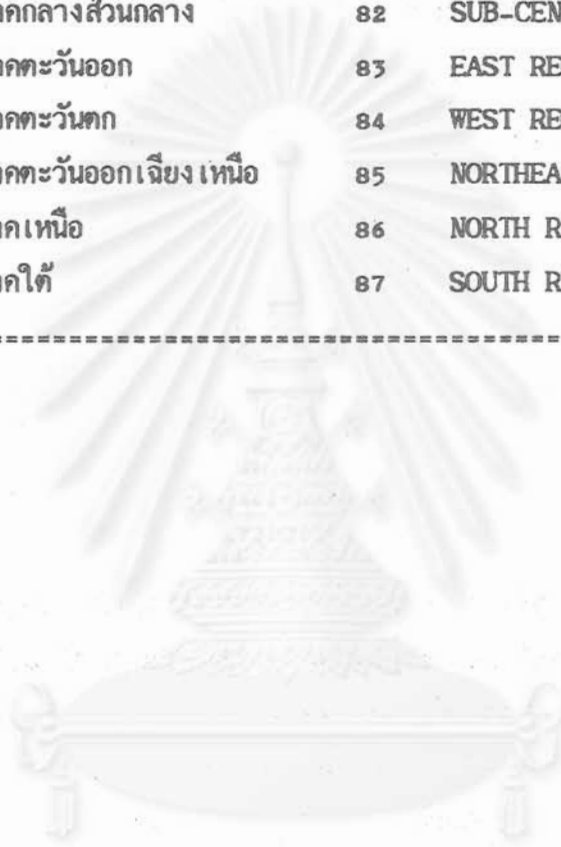 คกลางส่วนกลาง 82 SUB-CEN
คตะวันออก 83 EAST RE
คตะวันตก 84 WEST RE
คตะวันออกเฉียงเหนือ 85 NORTHEA
คเหนือ 86 NORTH R
คใต้ 87 SOUTH R